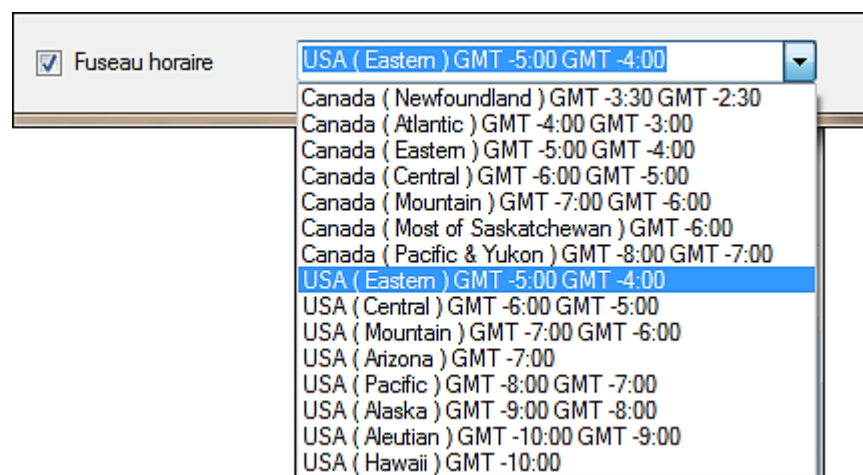 Fuseau horaire
USA ( Eastern ) GMT -5:00 GMT -4:00
Canada ( Newfoundland ) GMT -3:30 GMT -2:30
Canada ( Atlantic ) GMT -4:00 GMT -3:00
Canada ( Eastern ) GMT -5:00 GMT -4:00
Canada ( Central ) GMT -6:00 GMT -5:00
Canada ( Mountain ) GMT -7:00 GMT -6:00
Canada ( Most of Saskatchewan ) GMT -6:00
Canada ( Pacific & Yukon ) GMT -8:00 GMT -7:00
USA ( Eastern ) GMT -5:00 GMT -4:00
USA ( Central ) GMT -6:00 GMT -5:00
USA ( Mountain ) GMT -7:00 GMT -6:00
USA ( Arizona ) GMT -7:00
USA ( Pacific ) GMT -8:00 GMT -7:00
USA ( Alaska ) GMT -9:00 GMT -8:00
USA ( Aleutian ) GMT -10:00 GMT -9:00
USA ( Hawaii ) GMT -10:00